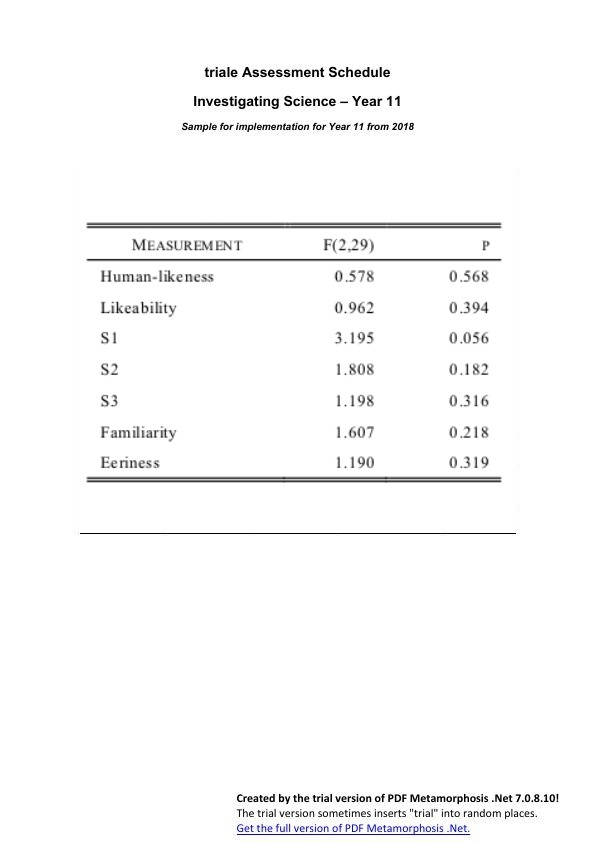 triale Assessment Schedule
Investigating Science – Year 11
Sample for implementation for Year 11 from 2018
MEASUREMENT F(2,29) P
Human-likeness 0.578 0.568
Likeability 0.962 0.394
S1 3.195 0.056
S2 1.808 0.182
S3 1.198 0.316
Familiarity 1.607 0.218
Eeriness 1.190 0.319
Created by the trial version of PDF Metamorphosis .Net 7.0.8.10!
The trial version sometimes inserts "trial" into random places.
Get the full version of PDF Metamorphosis .Net.